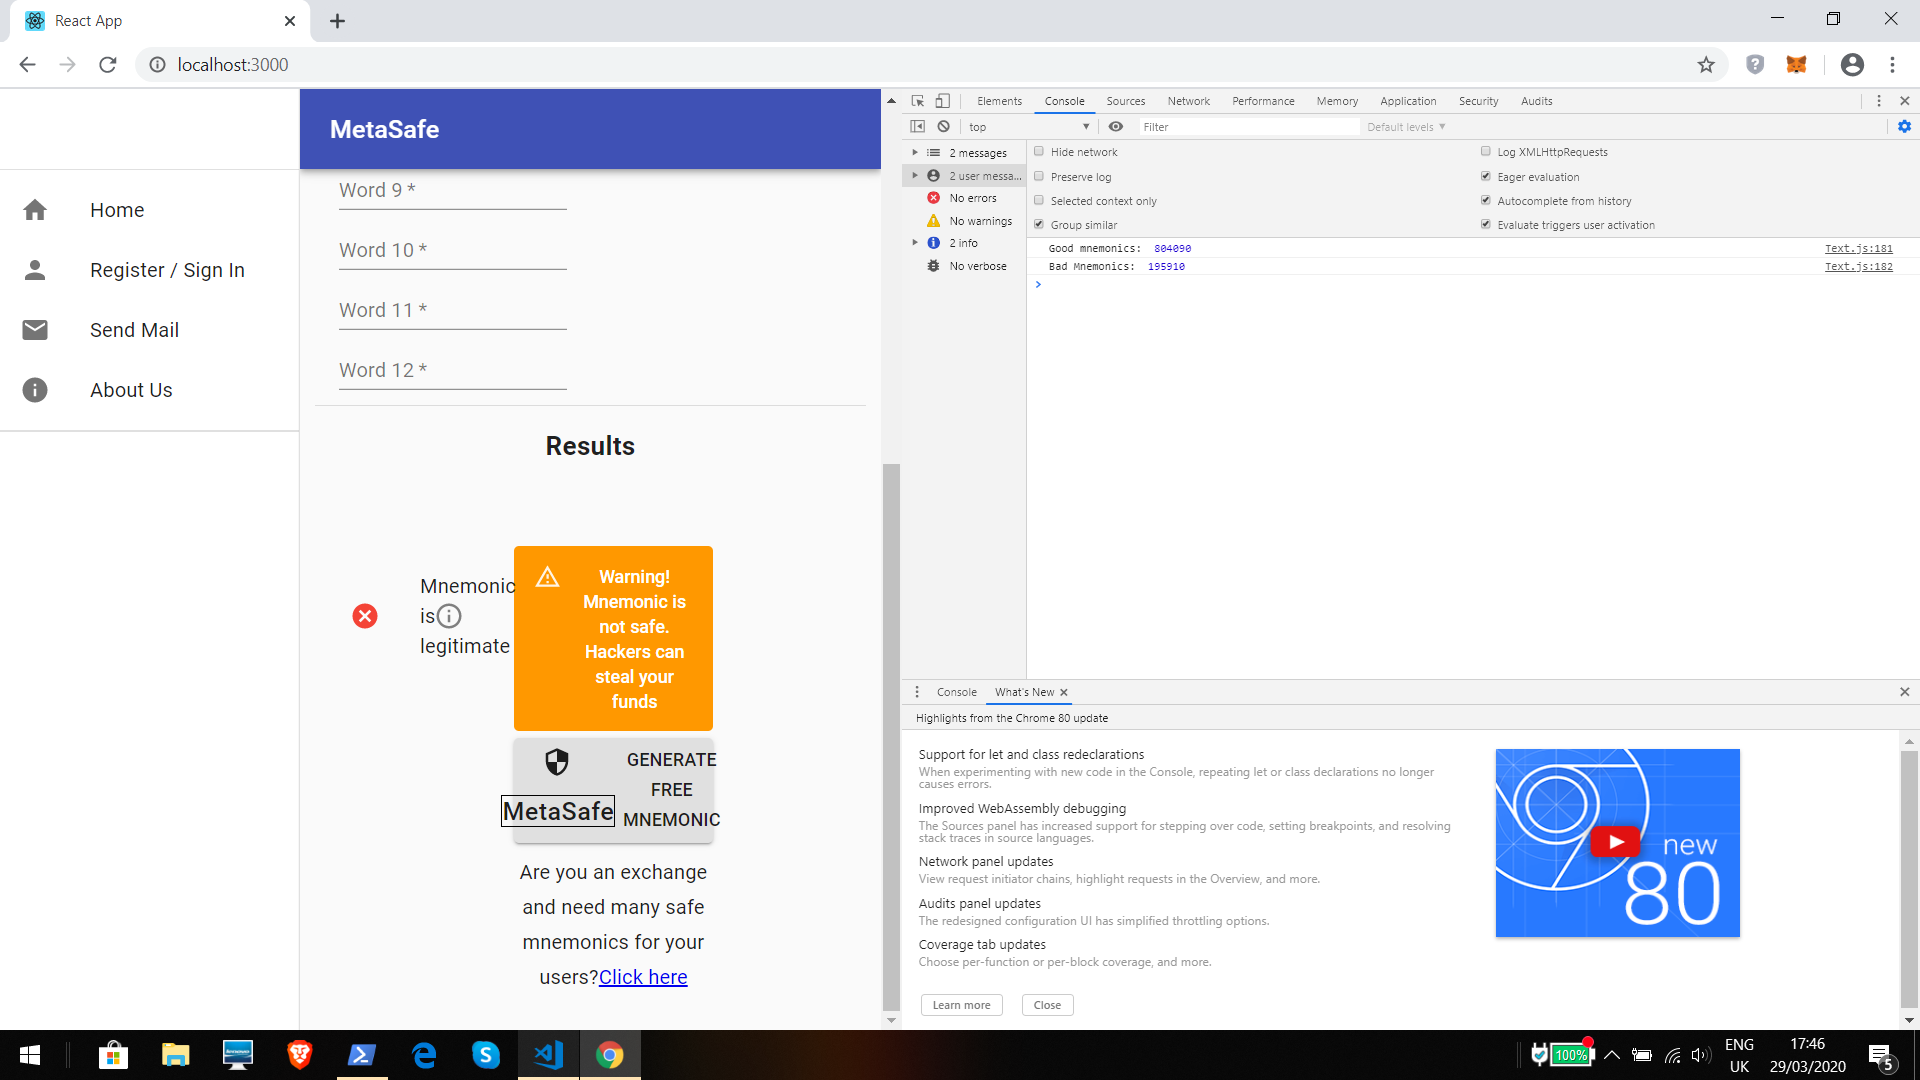 React App
localhost:3000
MetaSafe
Home
Register / Sign In
Send Mail
About Us
Word 9 *
Word 10 *
Word 11 *
Word 12 *
Results
Mnemonic
is
legitimate
Warning!
Mnemonic is
not safe.
Hackers can
steal your
funds
MetaSafe
GENERATE
FREE
MNEMONIC
Are you an exchange
and need many safe
mnemonics for your
users?Click here
Elements Console Sources Network Performance Memory Application Security Audits
top Filter Default levels
2 messages
2 user messa...
No errors
No warnings
2 info
No verbose
Hide network
Preserve log
Selected context only
Group similar
Log XMLHttpRequests
Eager evaluation
Autocomplete from history
Evaluate triggers user activation
Good mnemonics: 804090 Text.js:181
Bad Mnemonics: 195910 Text.js:182
Console What's New
Highlights from the Chrome 80 update
Support for let and class redeclarations
When experimenting with new code in the Console, repeating let or class declarations no longer
causes errors.
Improved WebAssembly debugging
The Sources panel has increased support for stepping over code, setting breakpoints, and resolving
stack traces in source languages.
Network panel updates
View request initiator chains, highlight requests in the Overview, and more.
Audits panel updates
The redesigned configuration UI has simplified throttling options.
Coverage tab updates
Choose per-function or per-block coverage, and more.
Learn more Close
new
80
100%
ENG
UK
17:46
29/03/2020
5